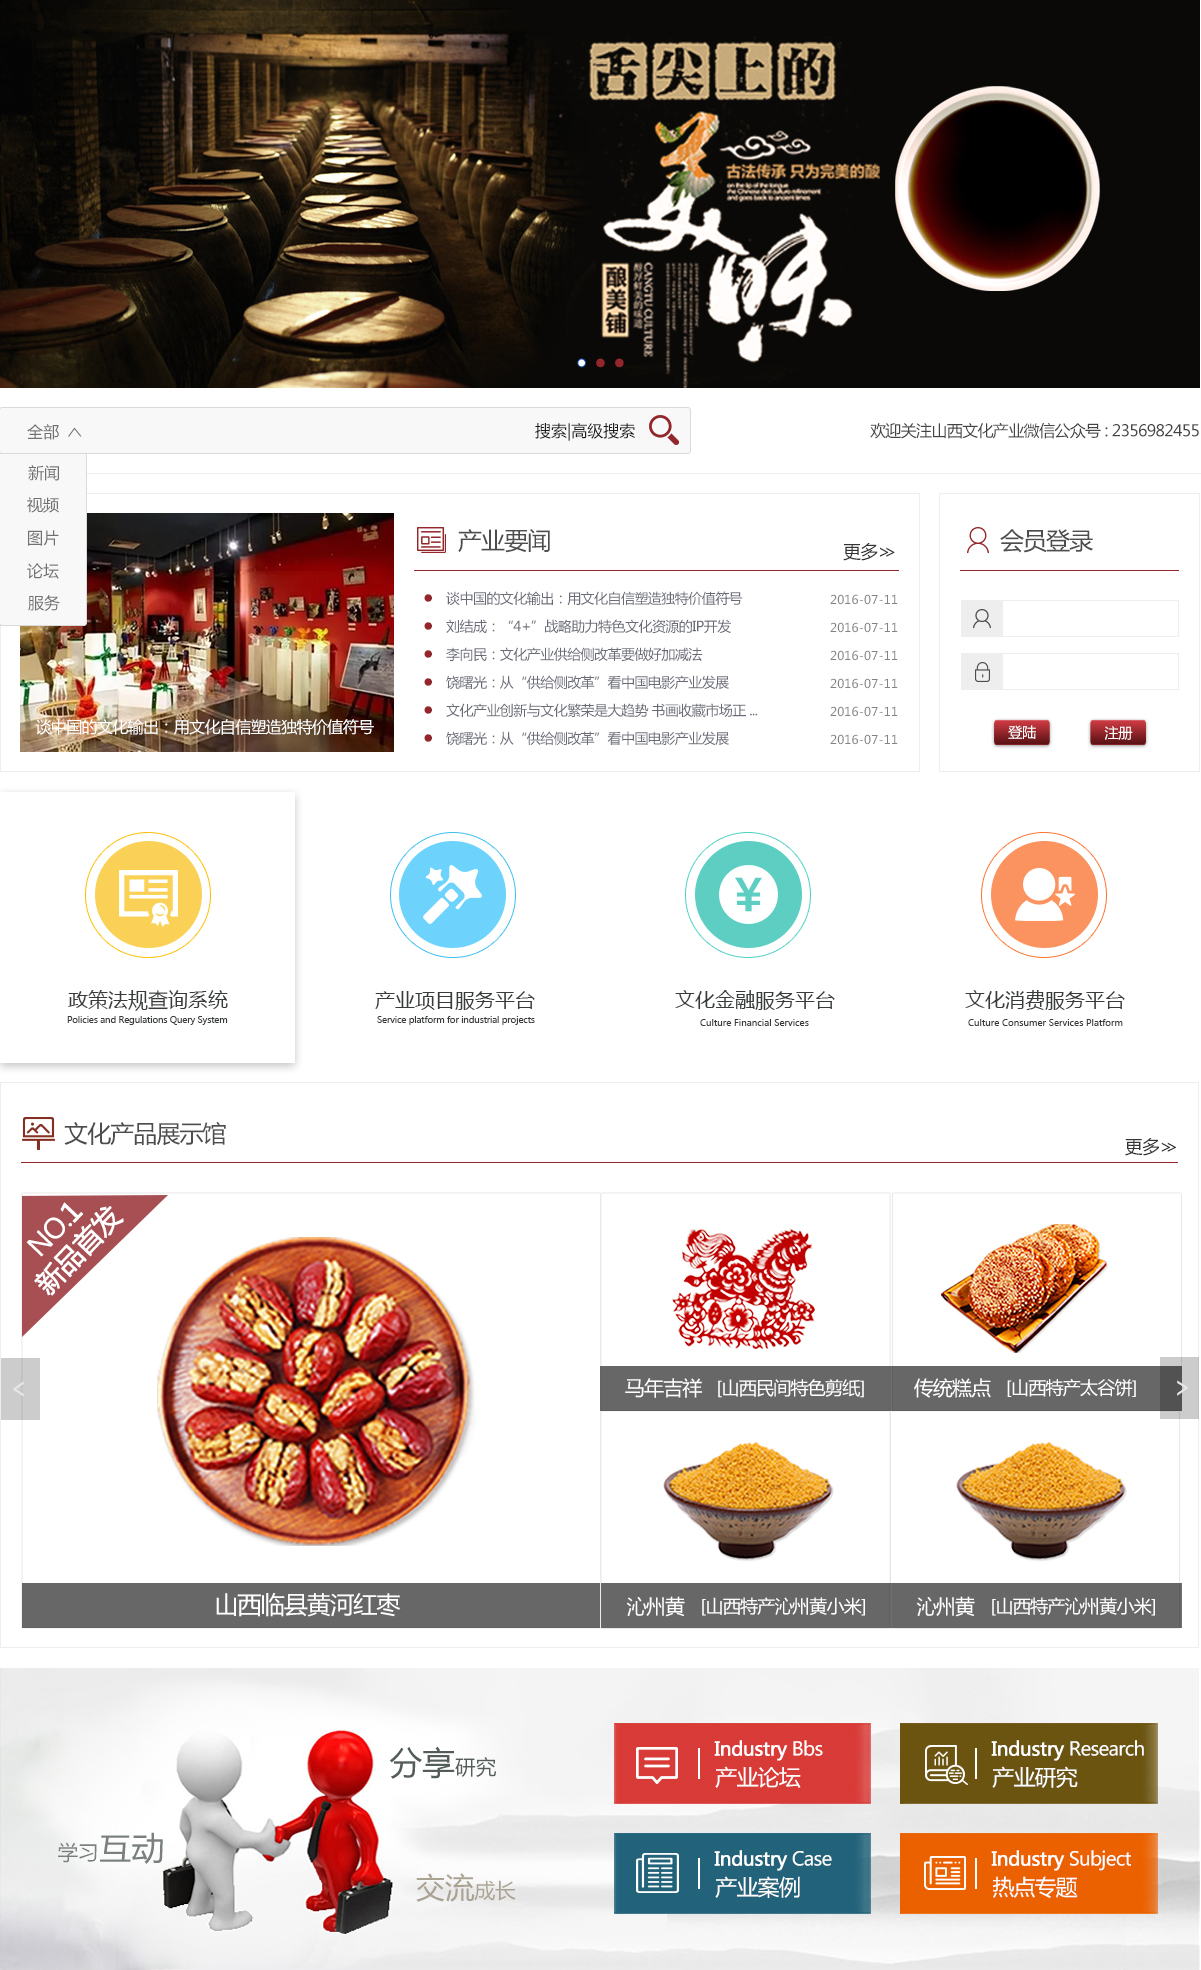 舌尖上的
美味
古法传承 只为完美的酸
on the tip of the tongue
the Chinese diet culture refinement
and goes back to ancient times
酿美铺
CANGTU CULTURE
全部
搜索|高级搜索
欢迎关注山西文化产业微信公众号 : 2356982455
新闻
视频
图片
论坛
服务
谈中国的文化输出：用文化自信塑造独特价值符号
产业要闻
更多>>
谈中国的文化输出：用文化自信塑造独特价值符号 2016-07-11
刘结成：“4+”战略助力特色文化资源的IP开发 2016-07-11
李向民：文化产业供给侧改革要做好加减法 2016-07-11
饶曙光：从“供给侧改革”看中国电影产业发展 2016-07-11
文化产业创新与文化繁荣是大趋势 书画收藏市场正 ... 2016-07-11
饶曙光：从“供给侧改革”看中国电影产业发展 2016-07-11
会员登录
登陆
注册
政策法规查询系统
Policies and Regulations Query System
产业项目服务平台
Service platform for industrial projects
文化金融服务平台
Culture Financial Services
文化消费服务平台
Culture Consumer Services Platform
文化产品展示馆
更多>>
NO.1
新品首发
山西临县黄河红枣
马年吉祥 [山西民间特色剪纸]
传统糕点 [山西特产太谷饼]
沁州黄 [山西特产沁州黄小米]
沁州黄 [山西特产沁州黄小米]
分享研究
学习互动
交流成长
Industry Bbs
产业论坛
Industry Research
产业研究
Industry Case
产业案例
Industry Subject
热点专题